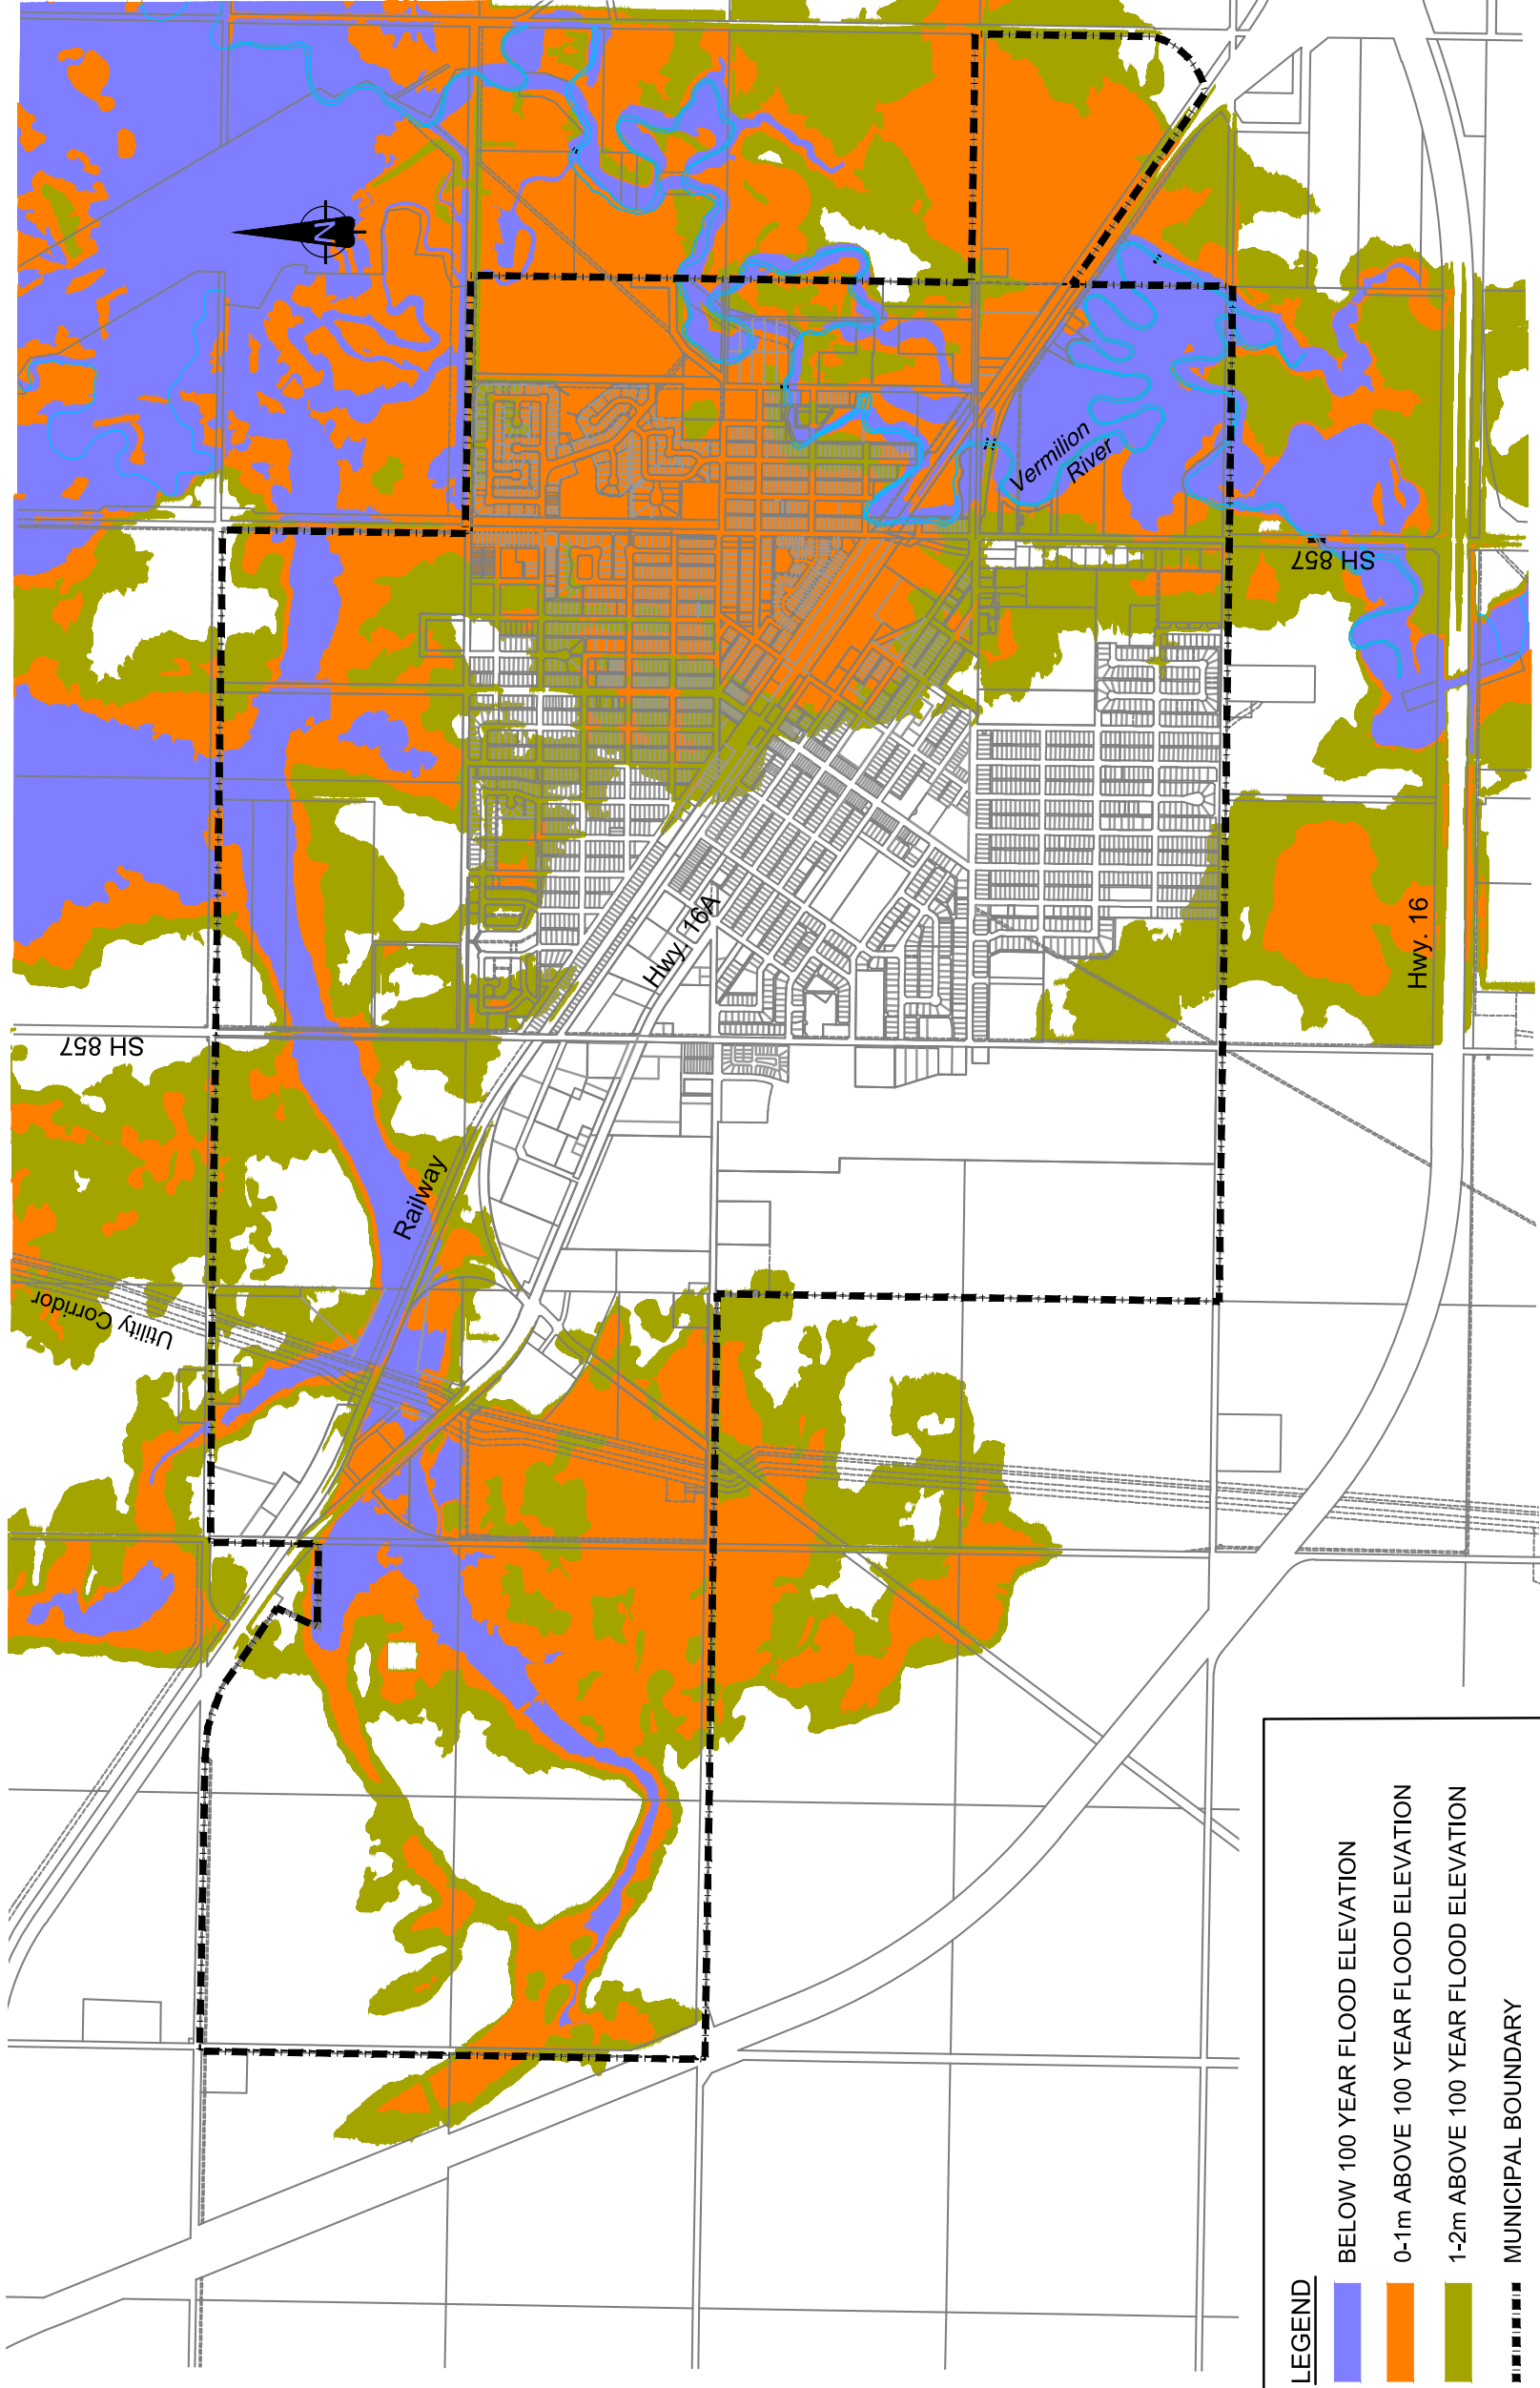 N
Utility Corridor
SH 857
Railway
Hwy. 16A
Vermilion
River
SH 857
Hwy. 16
LEGEND
BELOW 100 YEAR FLOOD ELEVATION
0-1m ABOVE 100 YEAR FLOOD ELEVATION
1-2m ABOVE 100 YEAR FLOOD ELEVATION
MUNICIPAL BOUNDARY